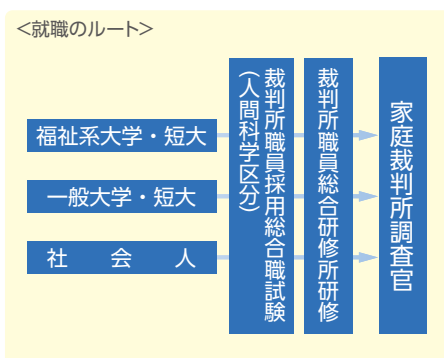 <就職のルート>
福祉系大学・短大
一般大学・短大
社会人
裁判所職員採用総合職試験
(人間科学区分)
裁判所職員総合研修所研修
家庭裁判所調査官